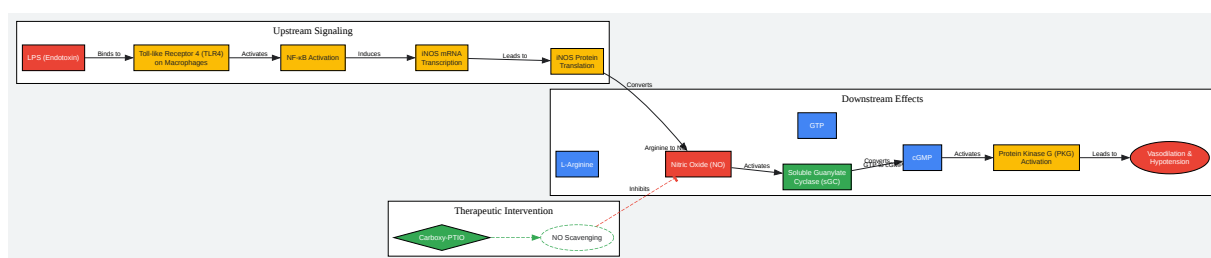 Upstream Signaling
LPS (Endotoxin)
Binds to
Toll-like Receptor 4 (TLR4)
on Macrophages
Activates
NF-κB Activation
Induces
iNOS mRNA
Transcription
Leads to
iNOS Protein
Translation
Converts
Arginine to NO
Downstream Effects
GTP
L-Arginine
Nitric Oxide (NO)
Activates
Soluble Guanylate
Cyclase (sGC)
Converts
GTP to cGMP
cGMP
Activates
Protein Kinase G (PKG)
Activation
Leads to
Vasodilation &
Hypotension
Inhibits
Therapeutic Intervention
Carboxy-PTIO
NO Scavenging